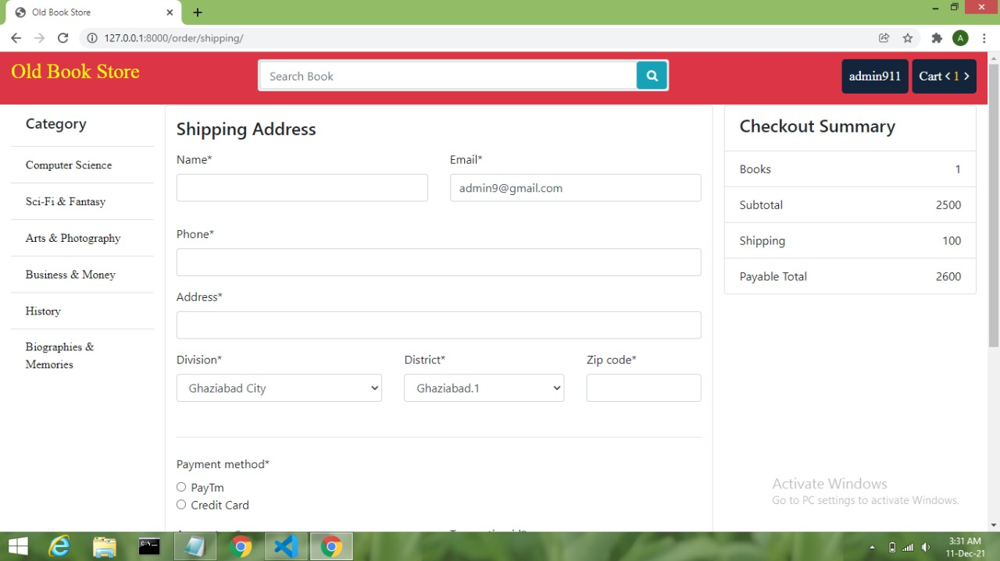 Old Book Store
127.0.0.1:8000/order/shipping/
A
Old Book Store
Search Book
admin911
Cart < 1 >
Category
Computer Science
Sci-Fi & Fantasy
Arts & Photography
Business & Money
History
Biographies &
Memories
Shipping Address
Name*
Email*
admin9@gmail.com
Phone*
Address*
Division*
District*
Zip code*
Ghaziabad City
Ghaziabad.1
Payment method*
PayTm
Credit Card
Checkout Summary
Books 1
Subtotal 2500
Shipping 100
Payable Total 2600
Activate Windows
Go to PC settings to activate Windows.
3:31 AM
11-Dec-21